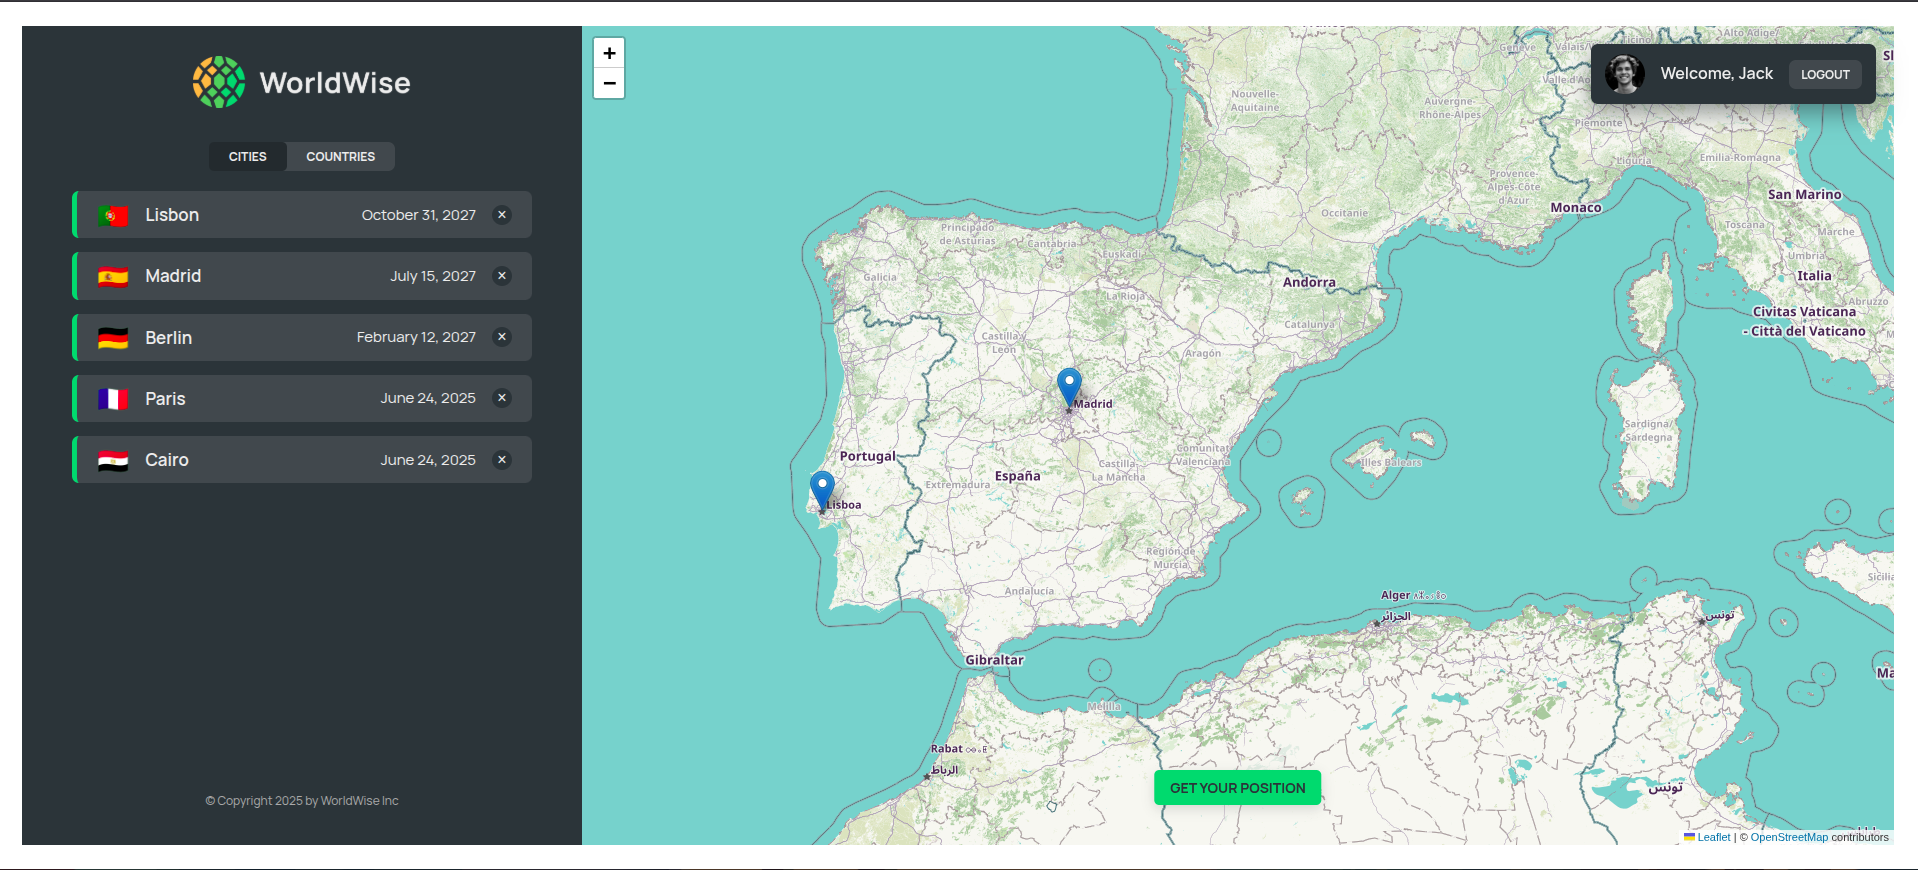 WorldWise
CITIES
COUNTRIES
Lisbon
October 31, 2027
×
Madrid
July 15, 2027
×
Berlin
February 12, 2027
×
Paris
June 24, 2025
×
Cairo
June 24, 2025
×
© Copyright 2025 by WorldWise Inc
+
−
Welcome, Jack
LOGOUT
Genève
Ticino
Alto Adige/
Nouvelle-
Aquitaine
Auvergne-
Rhône-Alpes
Piemonte
Liguria
Emilia-Romagna
Provence-
Alpes-Côte
d'Azur
Occitanie
Monaco
San Marino
Toscana
Marche
Umbria
Italia
Abruzzo
Civitas Vaticana
- Città del Vaticano
Principado
de Asturias
Cantabria
Euskadi
Galicia
La Rioja
Andorra
Catalunya
Castilla y
León
Aragón
Madrid
Sardigna/
Sardegna
Portugal
España
Castilla-
La Mancha
Comunitat
Valenciana
Illes Balears
Extremadura
Lisboa
Región de
Murcia
Andalucía
Alger
الجزائر
تونس
Gibraltar
Melilla
Rabat
الرباط
تونس
GET YOUR POSITION
Leaflet | © OpenStreetMap contributors